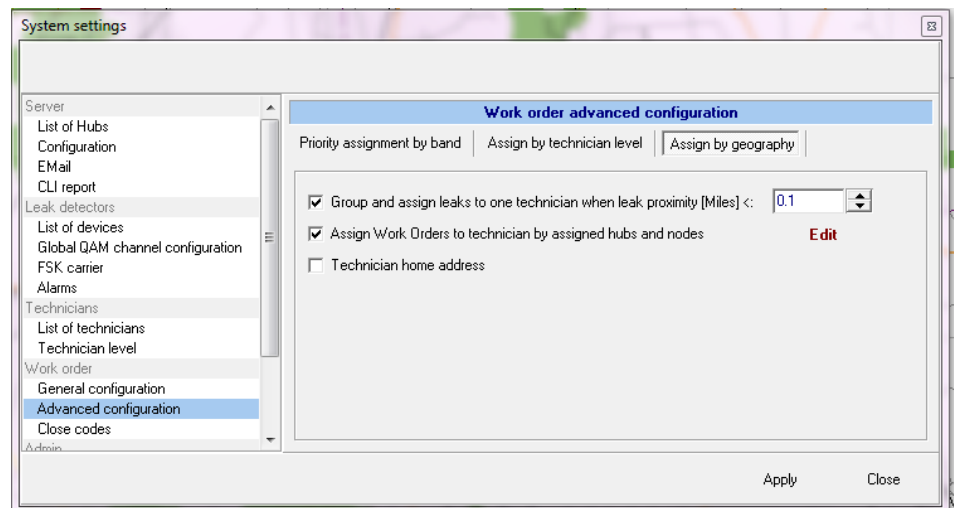 System settings
Server
List of Hubs
Configuration
EMail
CLI report
Leak detectors
List of devices
Global QAM channel configuration
FSK carrier
Alarms
Technicians
List of technicians
Technician level
Work order
General configuration
Advanced configuration
Close codes
Admin
Work order advanced configuration
Priority assignment by band Assign by technician level Assign by geography
Group and assign leaks to one technician when leak proximity [Miles] <: 0.1
Assign Work Orders to technician by assigned hubs and nodes Edit
Technician home address
Apply Close